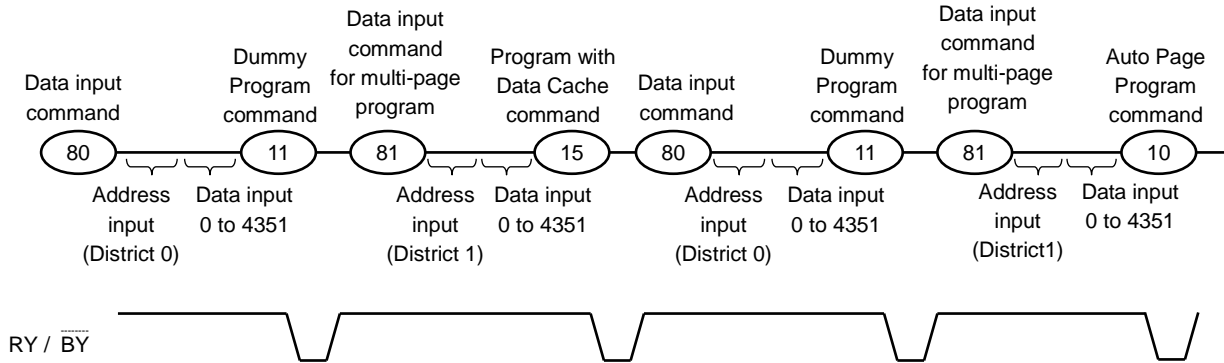 Data input
command
Dummy
Program
command
Data input
command
for multi-page
program
Program with
Data Cache
command
Data input
command
Dummy
Program
command
Data input
command
for multi-page
program
Auto Page
Program
command
80
11
81
15
80
11
81
10
Address
input
(District 0)
Data input
0 to 4351
Address
input
(District 1)
Data input
0 to 4351
Address
input
(District 0)
Data input
0 to 4351
Address
input
(District1)
Data input
0 to 4351
RY / BY